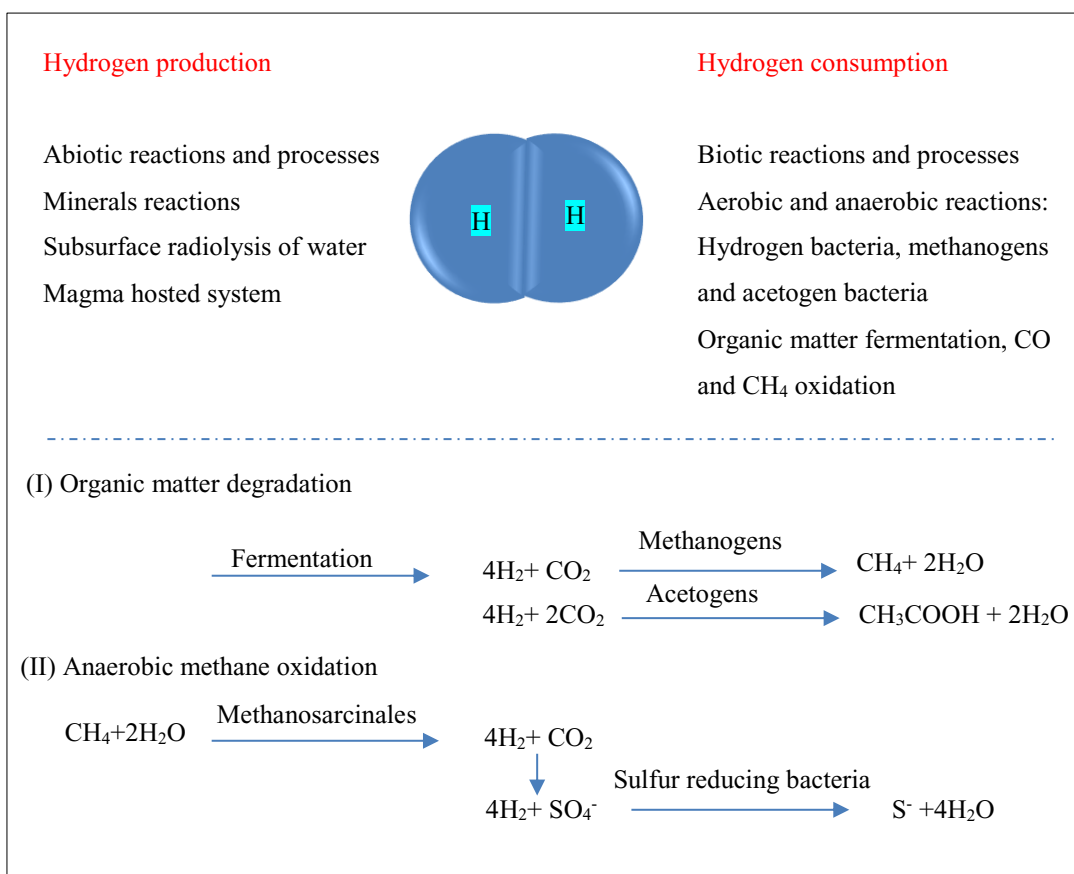 Hydrogen production
Hydrogen consumption
Abiotic reactions and processes
Minerals reactions
Subsurface radiolysis of water
Magma hosted system
H
H
Biotic reactions and processes
Aerobic and anaerobic reactions:
Hydrogen bacteria, methanogens
and acetogen bacteria
Organic matter fermentation, CO
and CH₄ oxidation
(I) Organic matter degradation
Fermentation
4H₂+ CO₂
Methanogens
CH₄+ 2H₂O
4H₂+ 2CO₂
Acetogens
CH₃COOH + 2H₂O
(II) Anaerobic methane oxidation
CH₄+2H₂O
Methanosarcinales
4H₂+ CO₂
4H₂+ SO₄⁻
Sulfur reducing bacteria
S⁻ +4H₂O